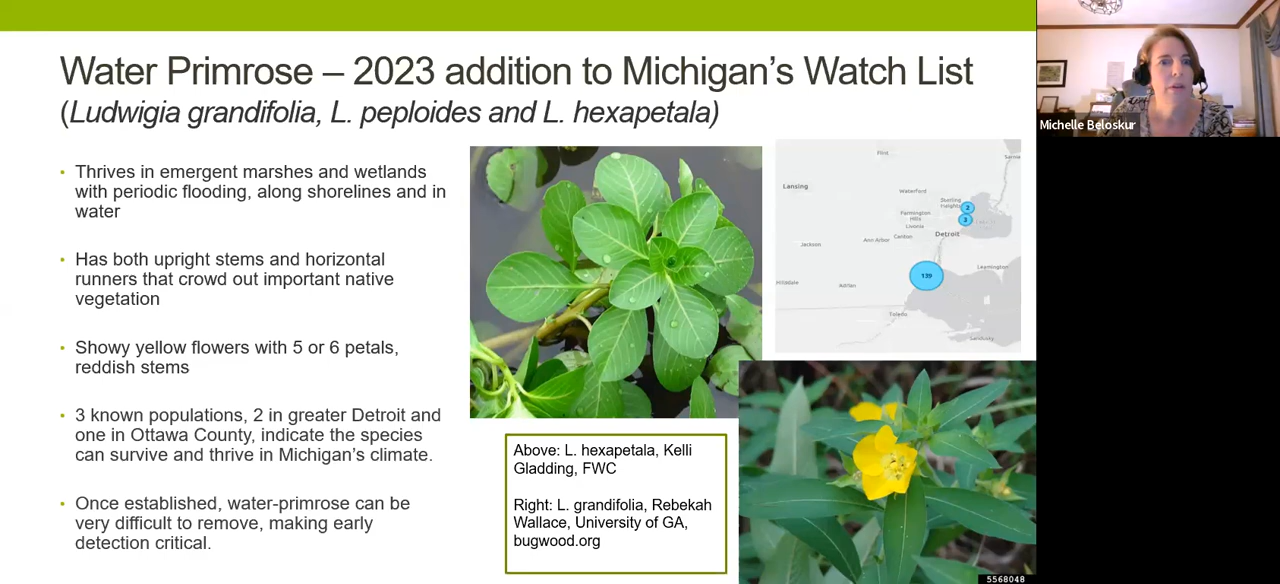 Water Primrose – 2023 addition to Michigan's Watch List
(Ludwigia grandifolia, L. peploides and L. hexapetala)
• Thrives in emergent marshes and wetlands
with periodic flooding, along shorelines and in
water
• Has both upright stems and horizontal
runners that crowd out important native
vegetation
• Showy yellow flowers with 5 or 6 petals,
reddish stems
• 3 known populations, 2 in greater Detroit and
one in Ottawa County, indicate the species
can survive and thrive in Michigan's climate.
• Once established, water-primrose can be
very difficult to remove, making early
detection critical.
Flint
Lansing
Waterford
Sterling
Heights
2
Farmington
Hills
3
Livonia
Detroit
Canton
Ann Arbor
Jackson
Leamington
139
Hillsdale
Adrian
Toledo
Sandusky
Above: L. hexapetala, Kelli
Gladding, FWC
Right: L. grandifolia, Rebekah
Wallace, University of GA,
bugwood.org
5568048
Michelle Beloskur